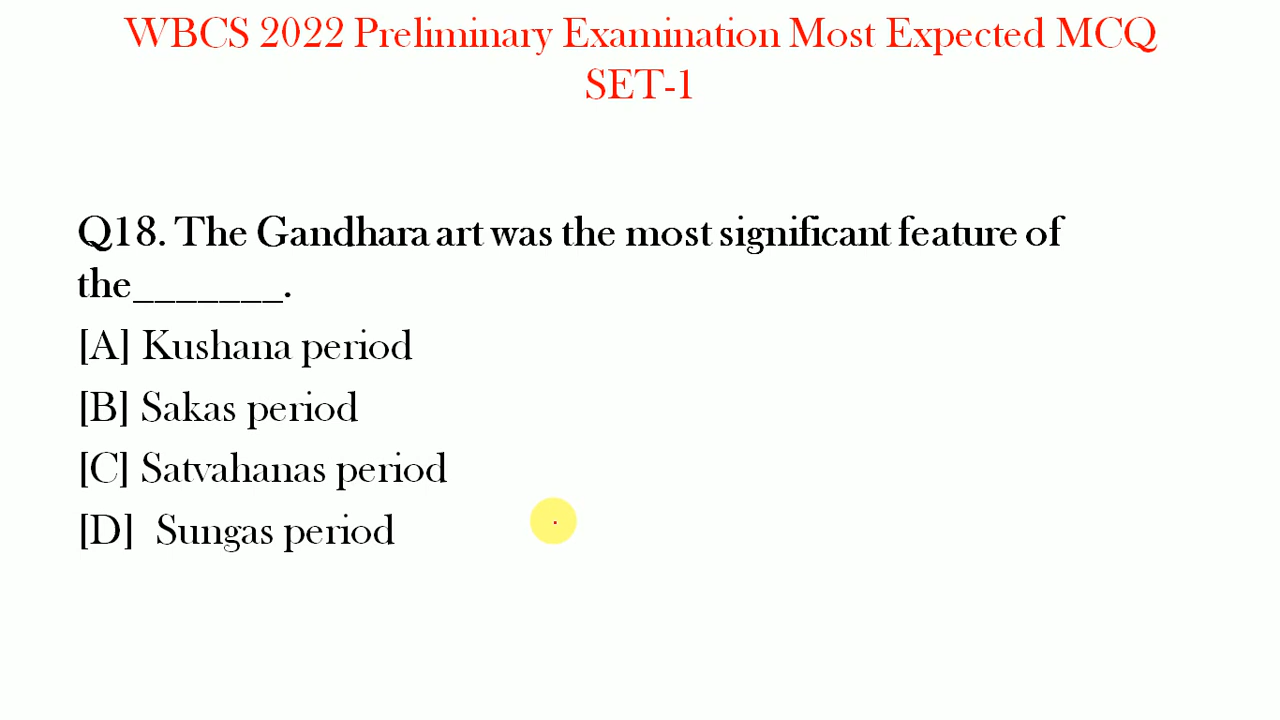 WBCS 2022 Preliminary Examination Most Expected MCQ
SET-1
Q18. The Gandhara art was the most significant feature of
the_______.
[A] Kushana period
[B] Sakas period
[C] Satvahanas period
[D]  Sungas period